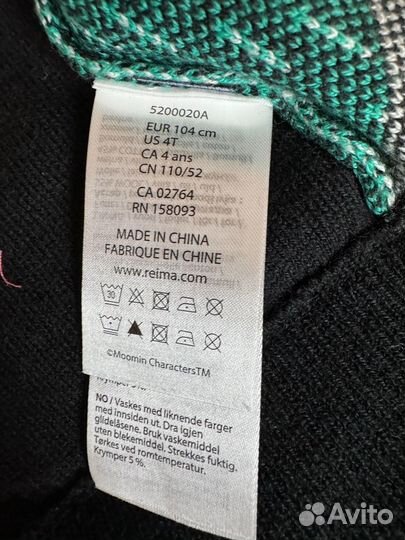 5200020A
EUR 104 cm
US 4T
CA 4 ans
CN 110/52
CA 02764
RN 158093
MADE IN CHINA
FABRIQUE EN CHINE
www.reima.com
30
©Moomin Characters™
NO / Vaskes med liknende farger
med innsiden ut. Dra igjen
glidelåsene. Bruk vaskemiddel
uten blekemiddel. Strekkes fuktig.
Tørkes ved romtemperatur.
Krymper 5 %.
Avito